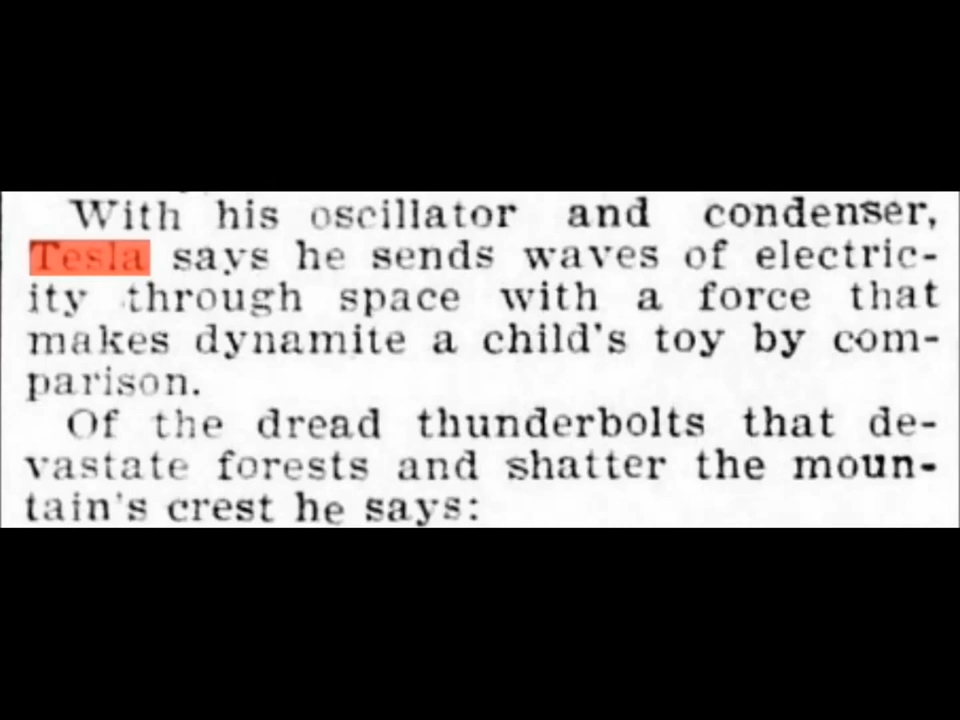 With his oscillator and condenser,
Tesla says he sends waves of electric-
ity through space with a force that
makes dynamite a child's toy by com-
parison.
Of the dread thunderbolts that de-
vastate forests and shatter the moun-
tain's crest he says: